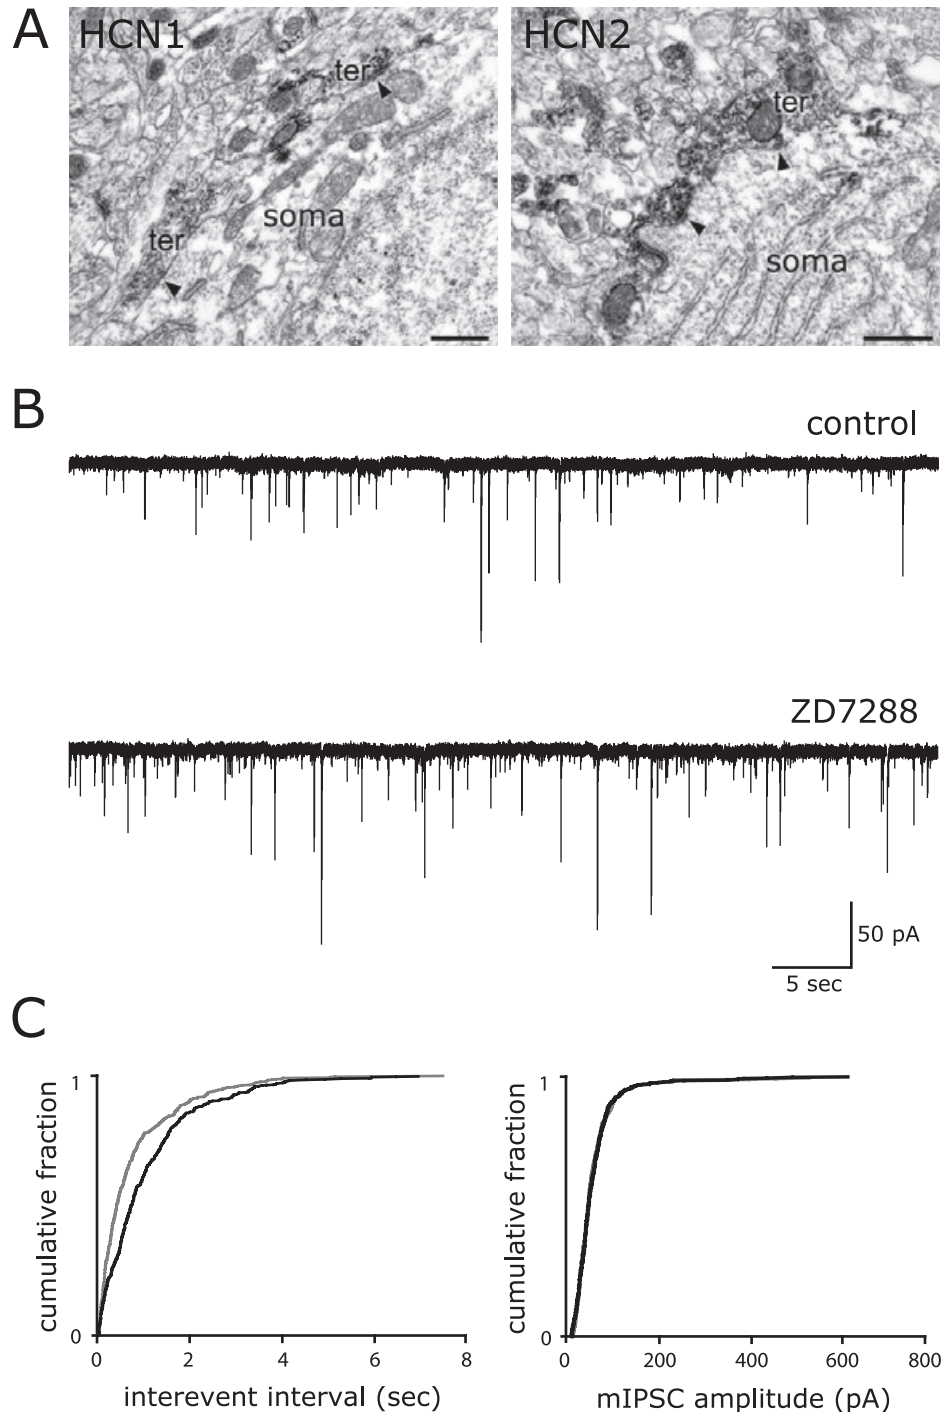 A
HCN1
HCN2
ter
ter
soma
ter
soma
B
control
ZD7288
50 pA
5 sec
C
1
cumulative fraction
0
0 2 4 6 8
interevent interval (sec)
1
cumulative fraction
0
0 200 400 600 800
mIPSC amplitude (pA)